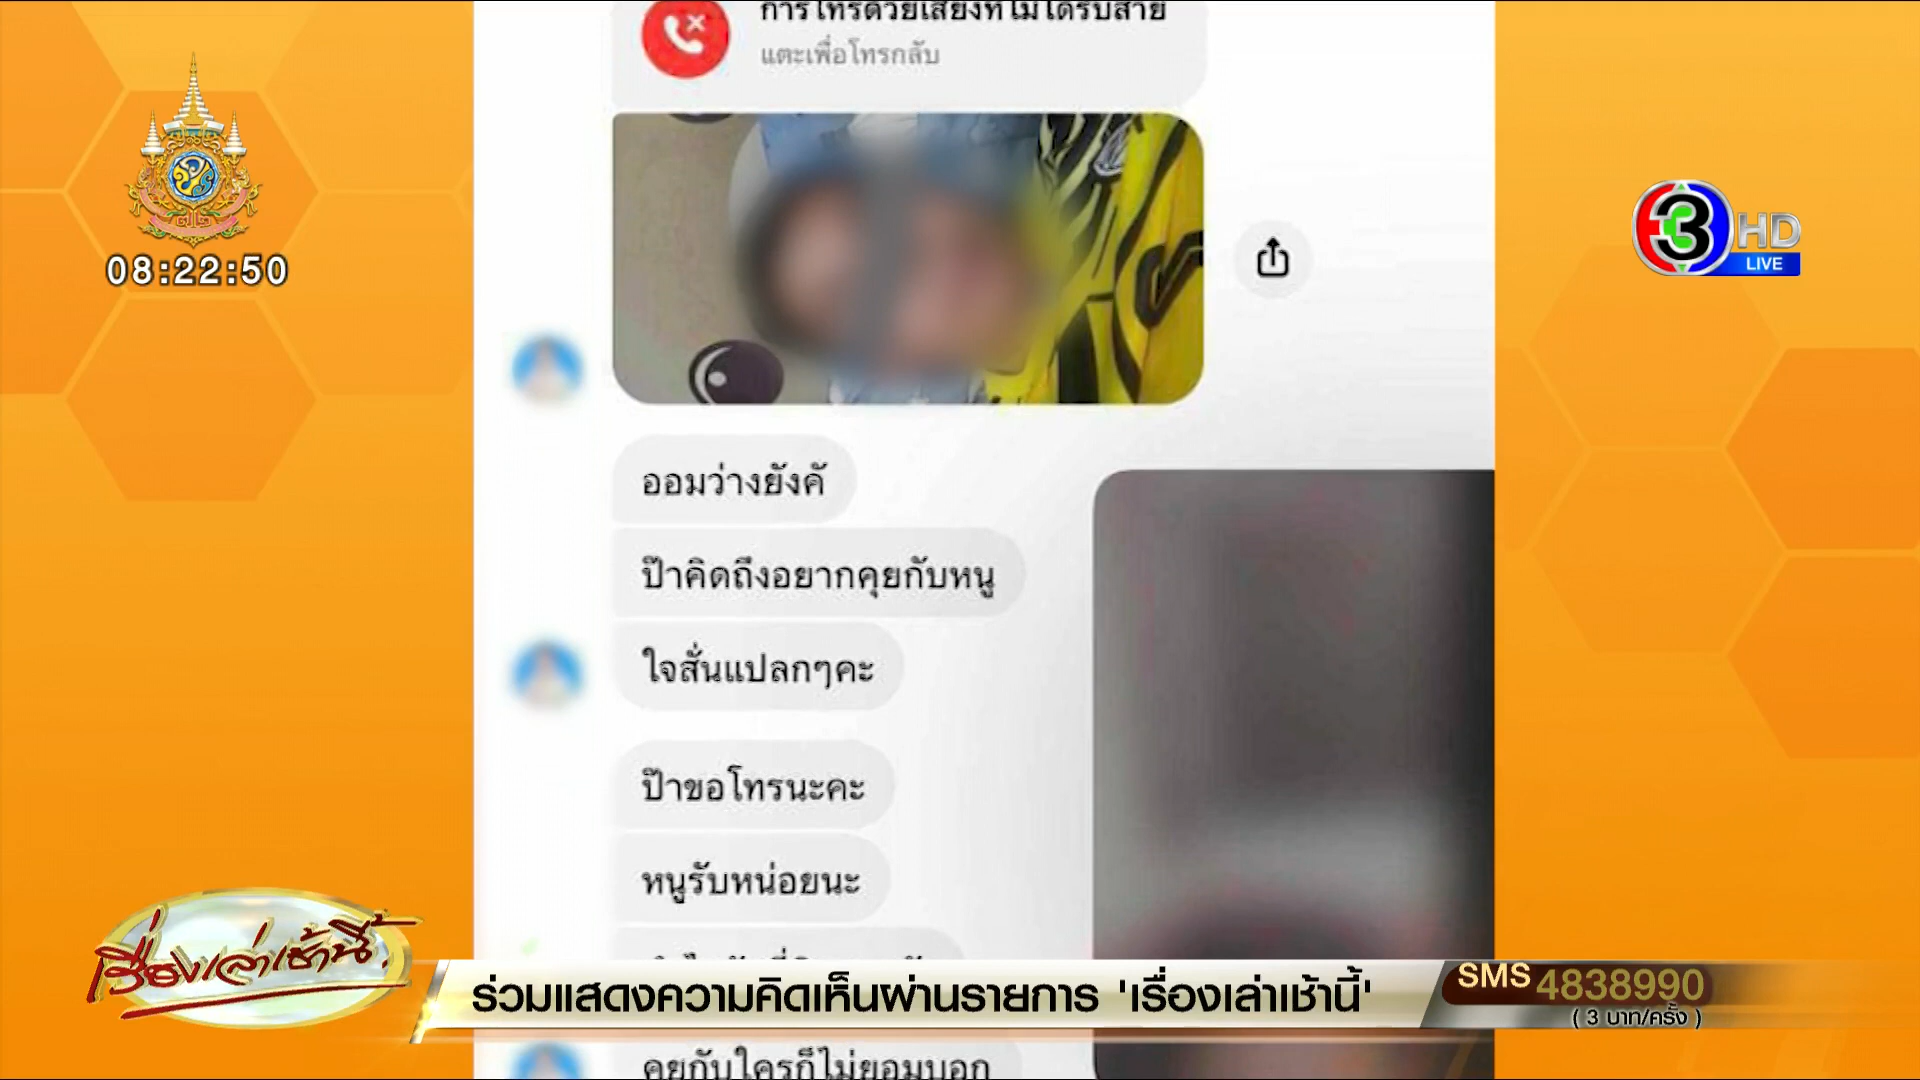 การโทรด้วยเสียงที่ไม่ได้รับสาย
แตะเพื่อโทรกลับ
08:22:50
3 HD
LIVE
ออมว่างยังคั
ป๊าคิดถึงอยากคุยกับหนู
ใจสั่นแปลกๆคะ
ป๊าขอโทรนะคะ
หนูรับหน่อยนะ
เรื่องเล่าเช้านี้
ร่วมแสดงความคิดเห็นผ่านรายการ 'เรื่องเล่าเช้านี้'
SMS 4838990
( 3 บาท/ครั้ง )
คุยกับใครก็ไม่ยอมบอก